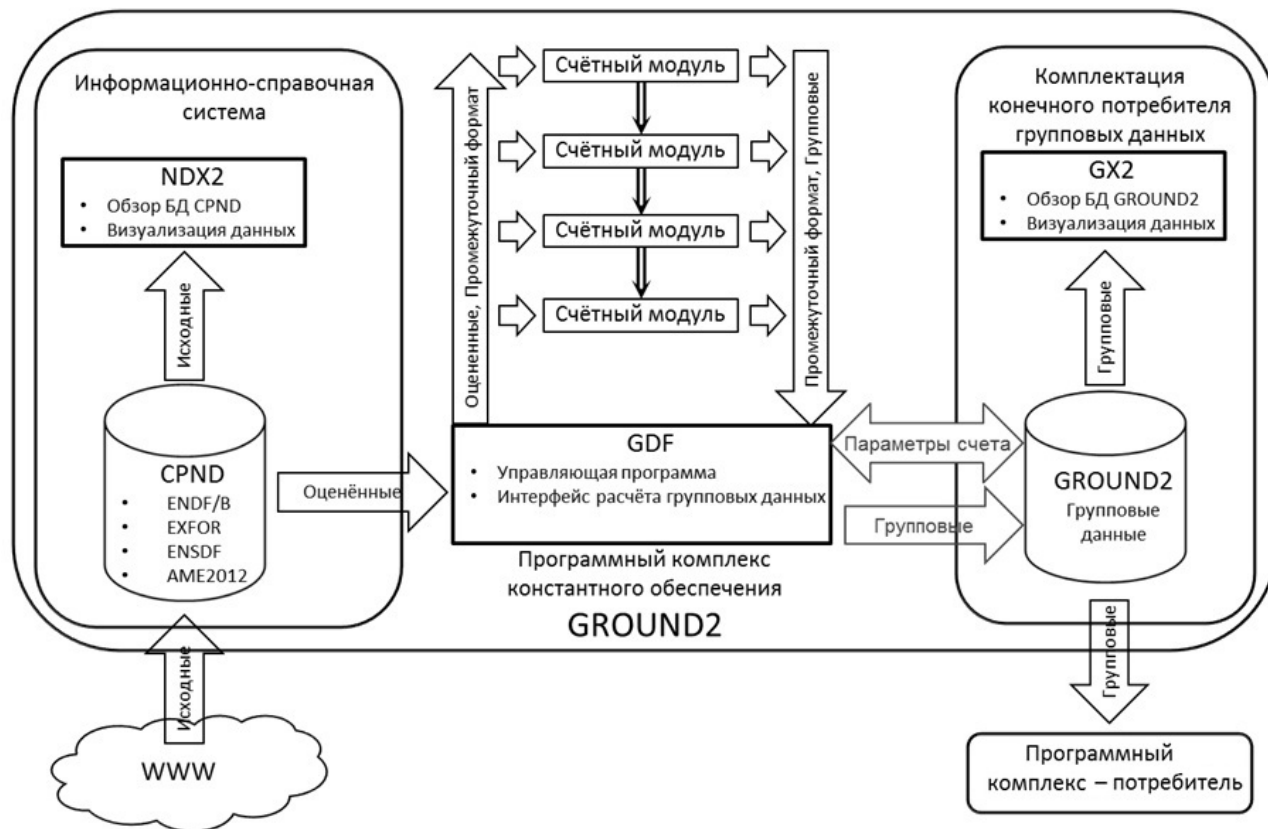 Информационно-справочная
система
NDX2
• Обзор БД CPND
• Визуализация данных
Исходные
CPND
• ENDF/B
• EXFOR
• ENSDF
• AME2012
Исходные
WWW
Оценённые
Оцененные, Промежуточный формат
Счётный модуль
Счётный модуль
Счётный модуль
Счётный модуль
Промежуточный формат, Групповые
GDF
• Управляющая программа
• Интерфейс расчёта групповых данных
Программный комплекс
константного обеспечения
GROUND2
Параметры счета
Групповые
Комплектация
конечного потребителя
групповых данных
GX2
• Обзор БД GROUND2
• Визуализация данных
Групповые
GROUND2
Групповые
данные
Групповые
Программный
комплекс – потребитель